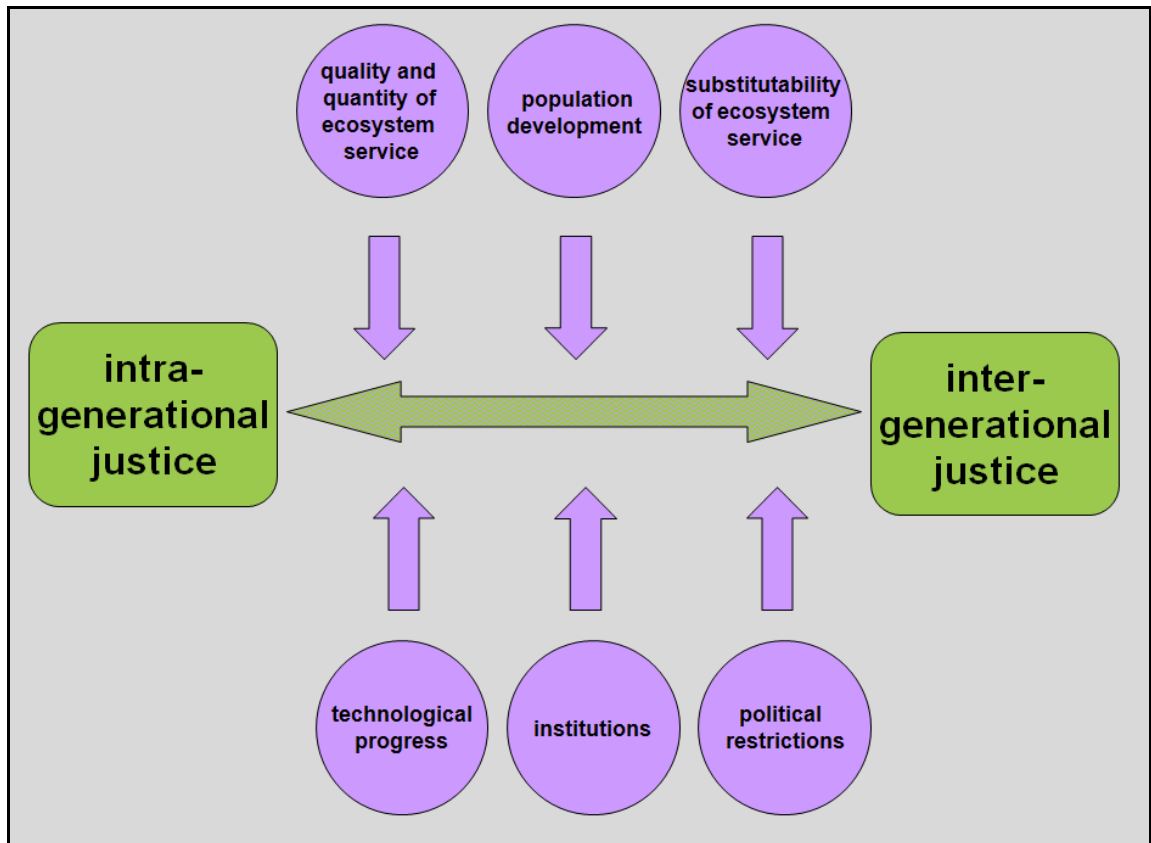 quality and
quantity of
ecosystem
service
population
development
substitutability
of ecosystem
service
intra-
generational
justice
inter-
generational
justice
technological
progress
institutions
political
restrictions